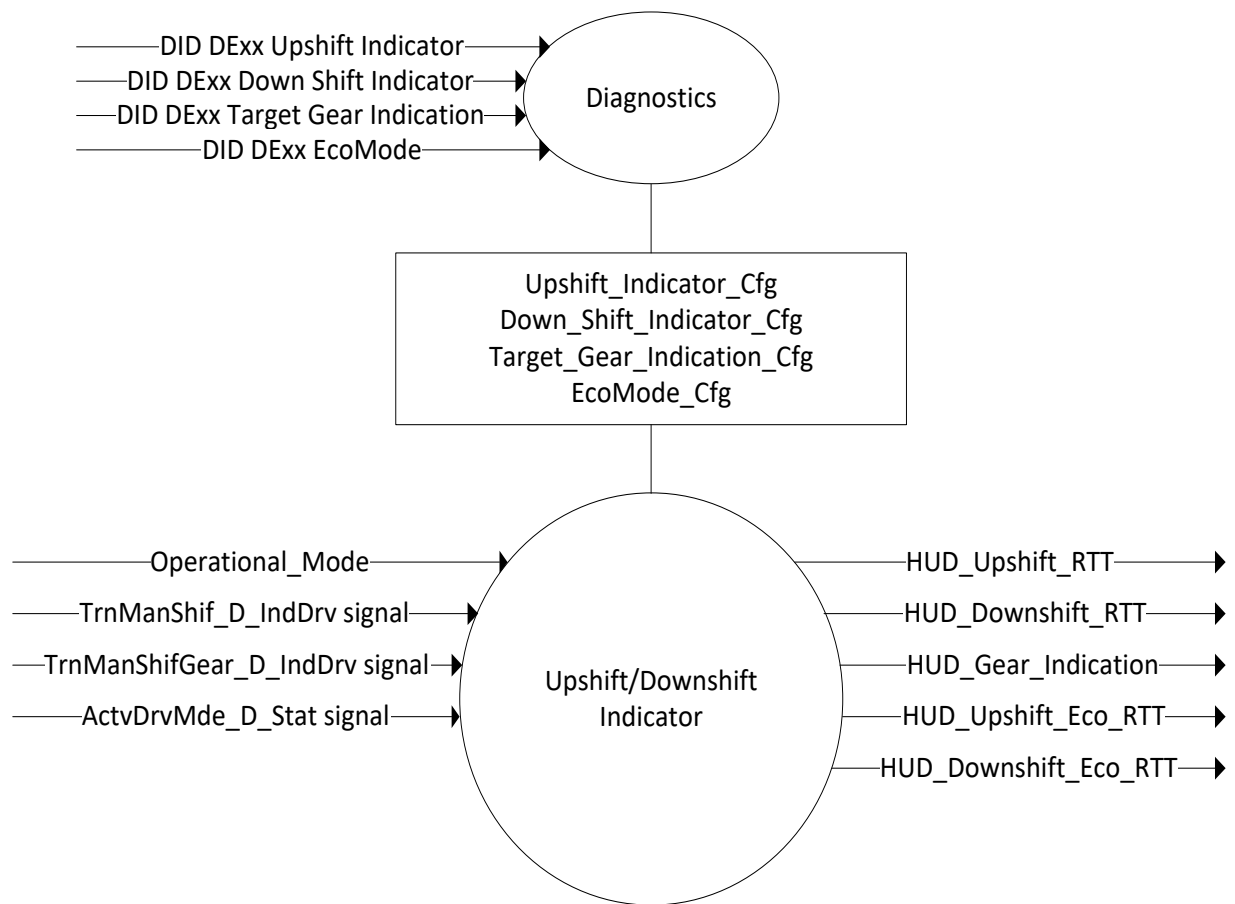 DID DExx Upshift Indicator
DID DExx Down Shift Indicator
DID DExx Target Gear Indication
DID DExx EcoMode
Diagnostics
Upshift_Indicator_Cfg
Down_Shift_Indicator_Cfg
Target_Gear_Indication_Cfg
EcoMode_Cfg
Operational_Mode
TrnManShif_D_IndDrv signal
TrnManShifGear_D_IndDrv signal
ActvDrvMde_D_Stat signal
Upshift/Downshift
Indicator
HUD_Upshift_RTT
HUD_Downshift_RTT
HUD_Gear_Indication
HUD_Upshift_Eco_RTT
HUD_Downshift_Eco_RTT